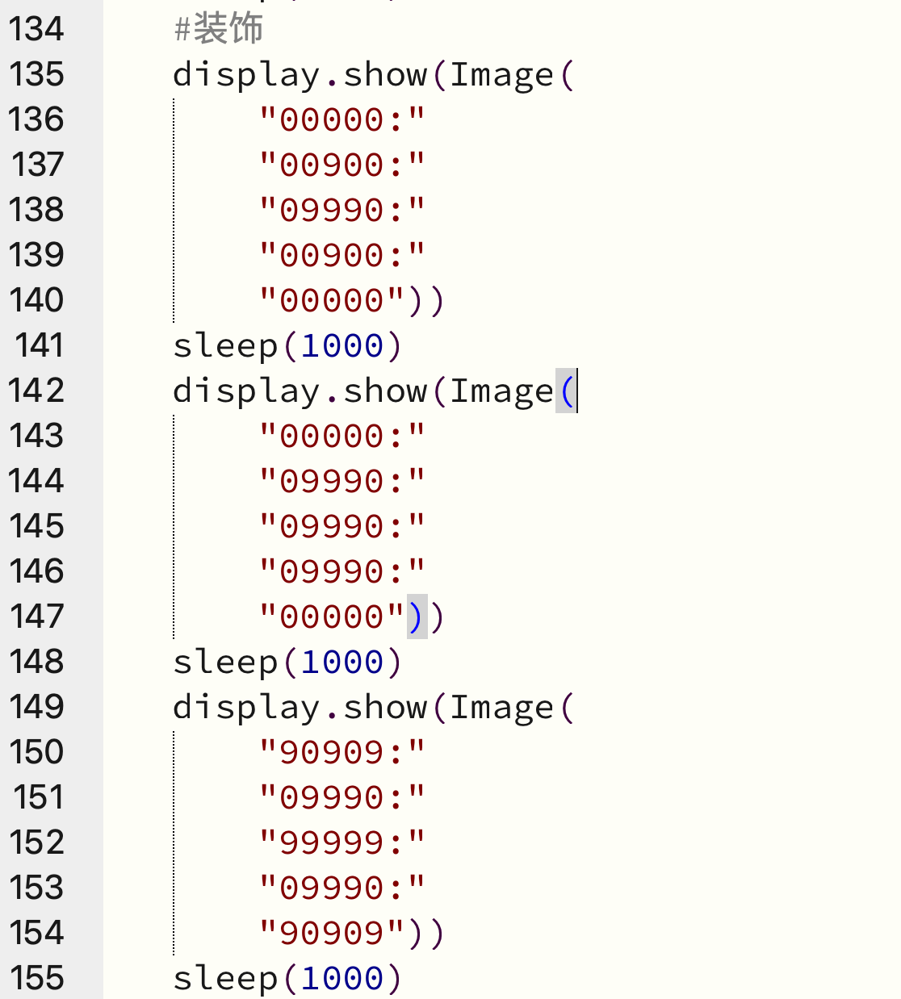 134 #装饰
135 display.show(Image(
136 "00000:"
137 "00900:"
138 "09990:"
139 "00900:"
140 "00000"))
141 sleep(1000)
142 display.show(Image(
143 "00000:"
144 "09990:"
145 "09990:"
146 "09990:"
147 "00000"))
148 sleep(1000)
149 display.show(Image(
150 "90909:"
151 "09990:"
152 "99999:"
153 "09990:"
154 "90909"))
155 sleep(1000)